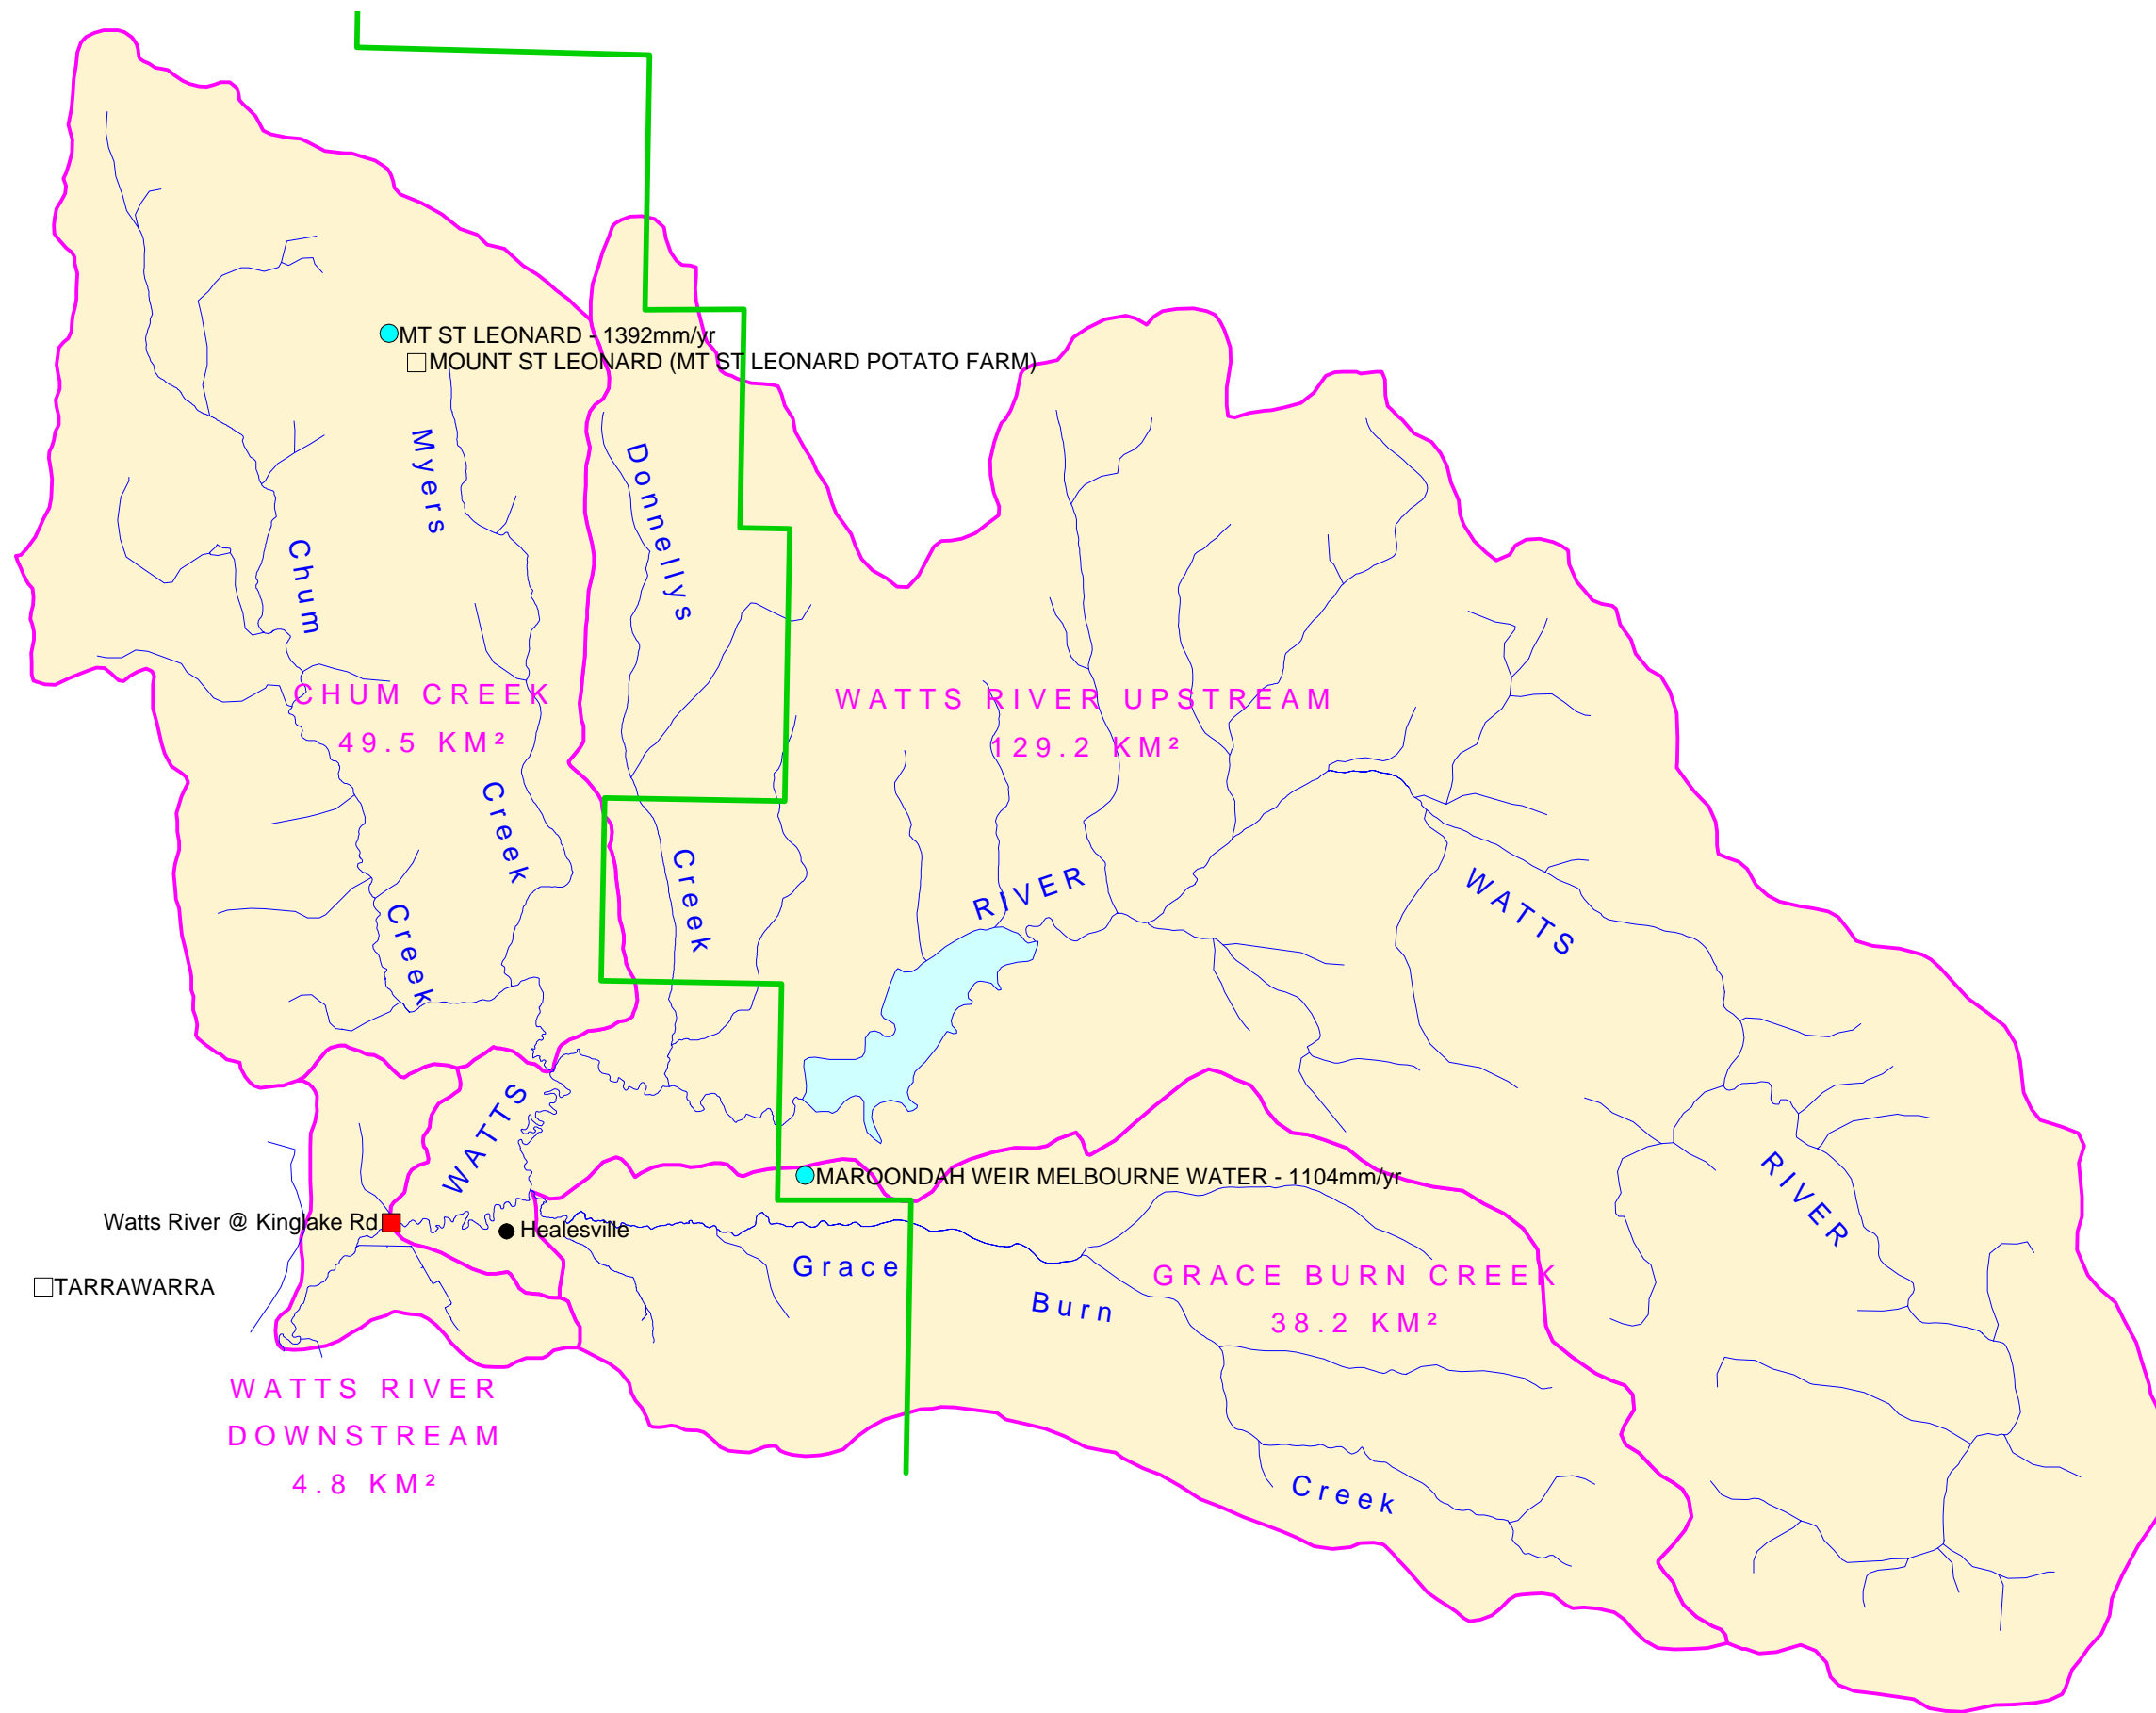 MT ST LEONARD - 1392mm/yr
MOUNT ST LEONARD (MT ST LEONARD POTATO FARM)
Myers
Donnellys
Chum
CHUM CREEK
49.5 KM²
WATTS RIVER UPSTREAM
129.2 KM²
Creek
Creek
Creek
RIVER
WATTS
WATTS
MAROONDAH WEIR MELBOURNE WATER - 1104mm/yr
RIVER
Watts River @ Kinglake Rd
Healesville
TARRAWARRA
Grace
Burn
GRACE BURN CREEK
38.2 KM²
WATTS RIVER
DOWNSTREAM
4.8 KM²
Creek